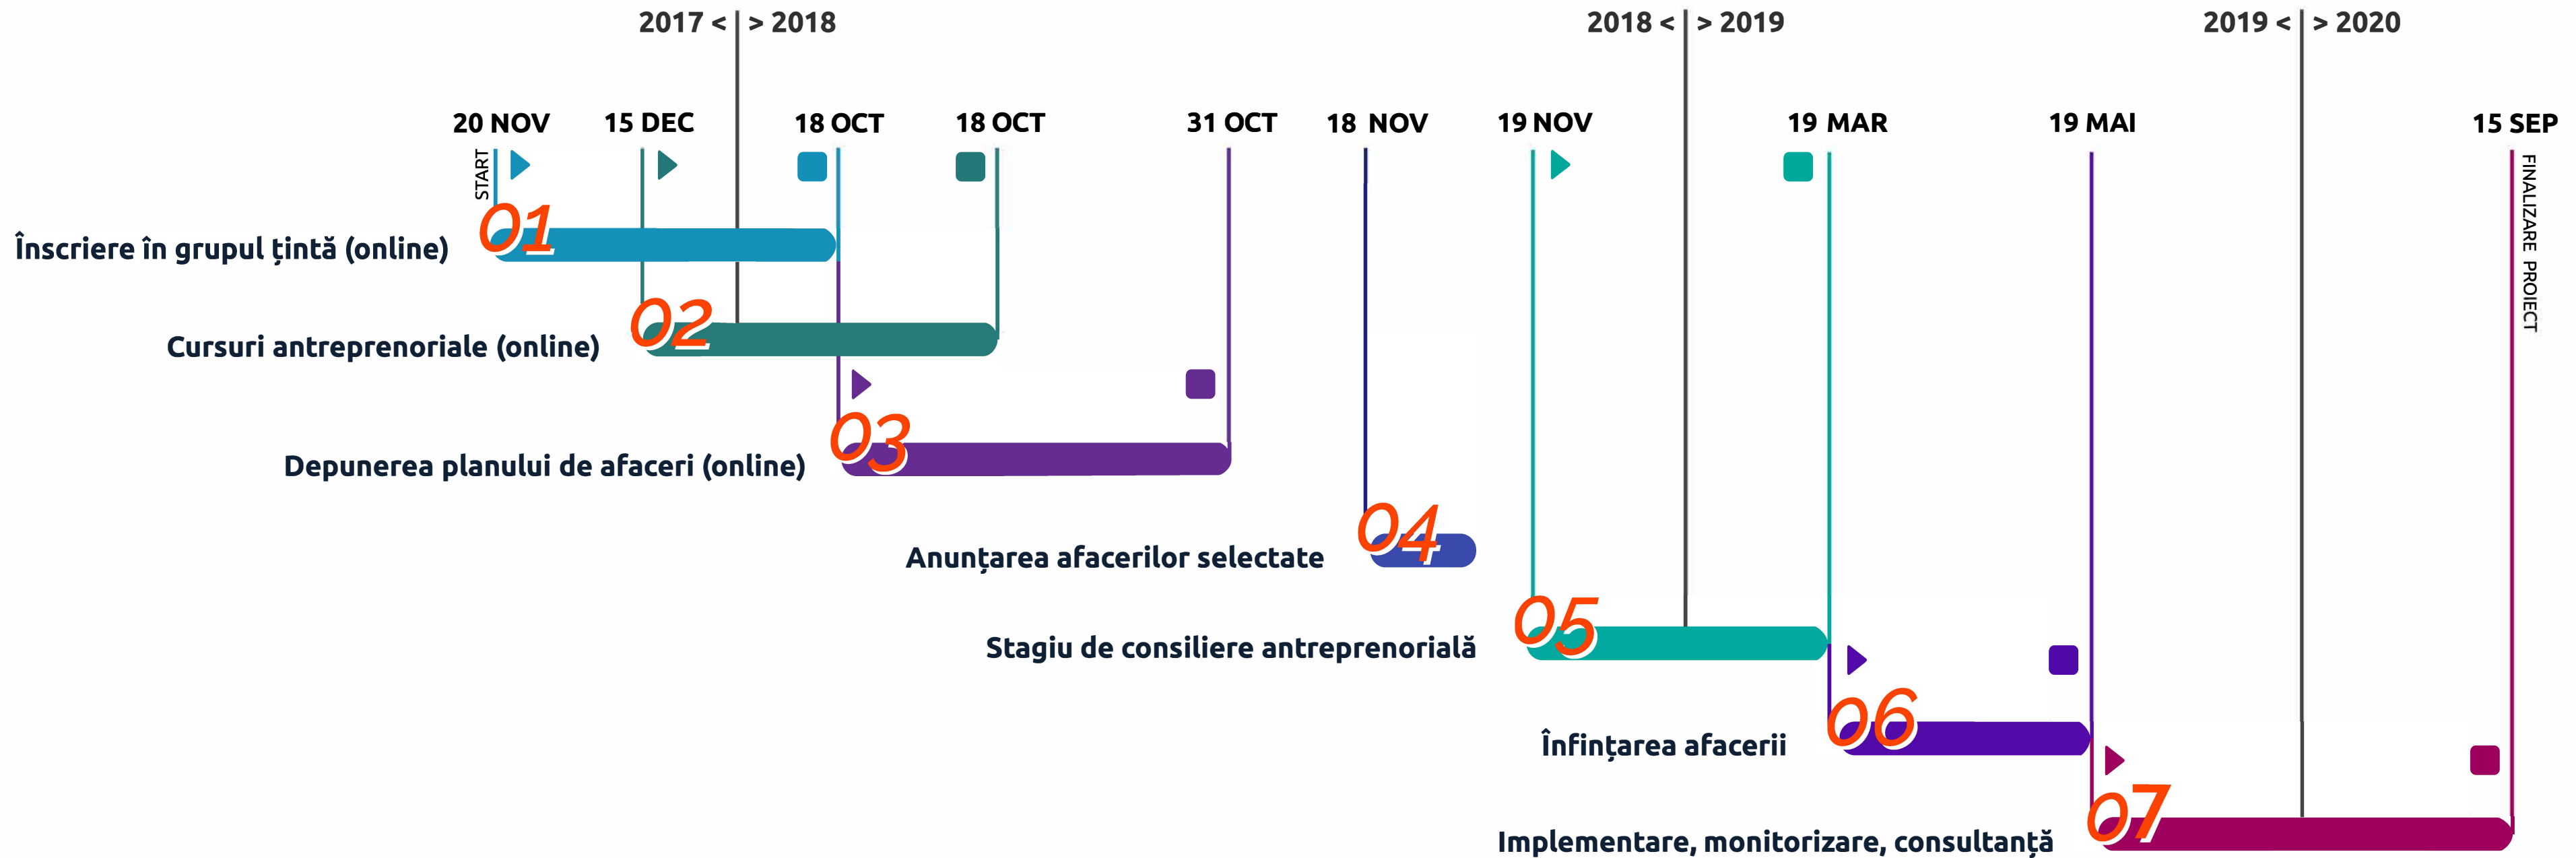 2017 < > 2018
2018 < > 2019
2019 < > 2020
20 NOV
15 DEC
18 OCT
18 OCT
31 OCT
18 NOV
19 NOV
19 MAR
19 MAI
15 SEP
START
FINALIZARE PROIECT
01
Înscriere în grupul țintă (online)
02
Cursuri antreprenoriale (online)
03
Depunerea planului de afaceri (online)
04
Anunțarea afacerilor selectate
05
Stagiu de consiliere antreprenorială
06
Înfințarea afacerii
07
Implementare, monitorizare, consultanță